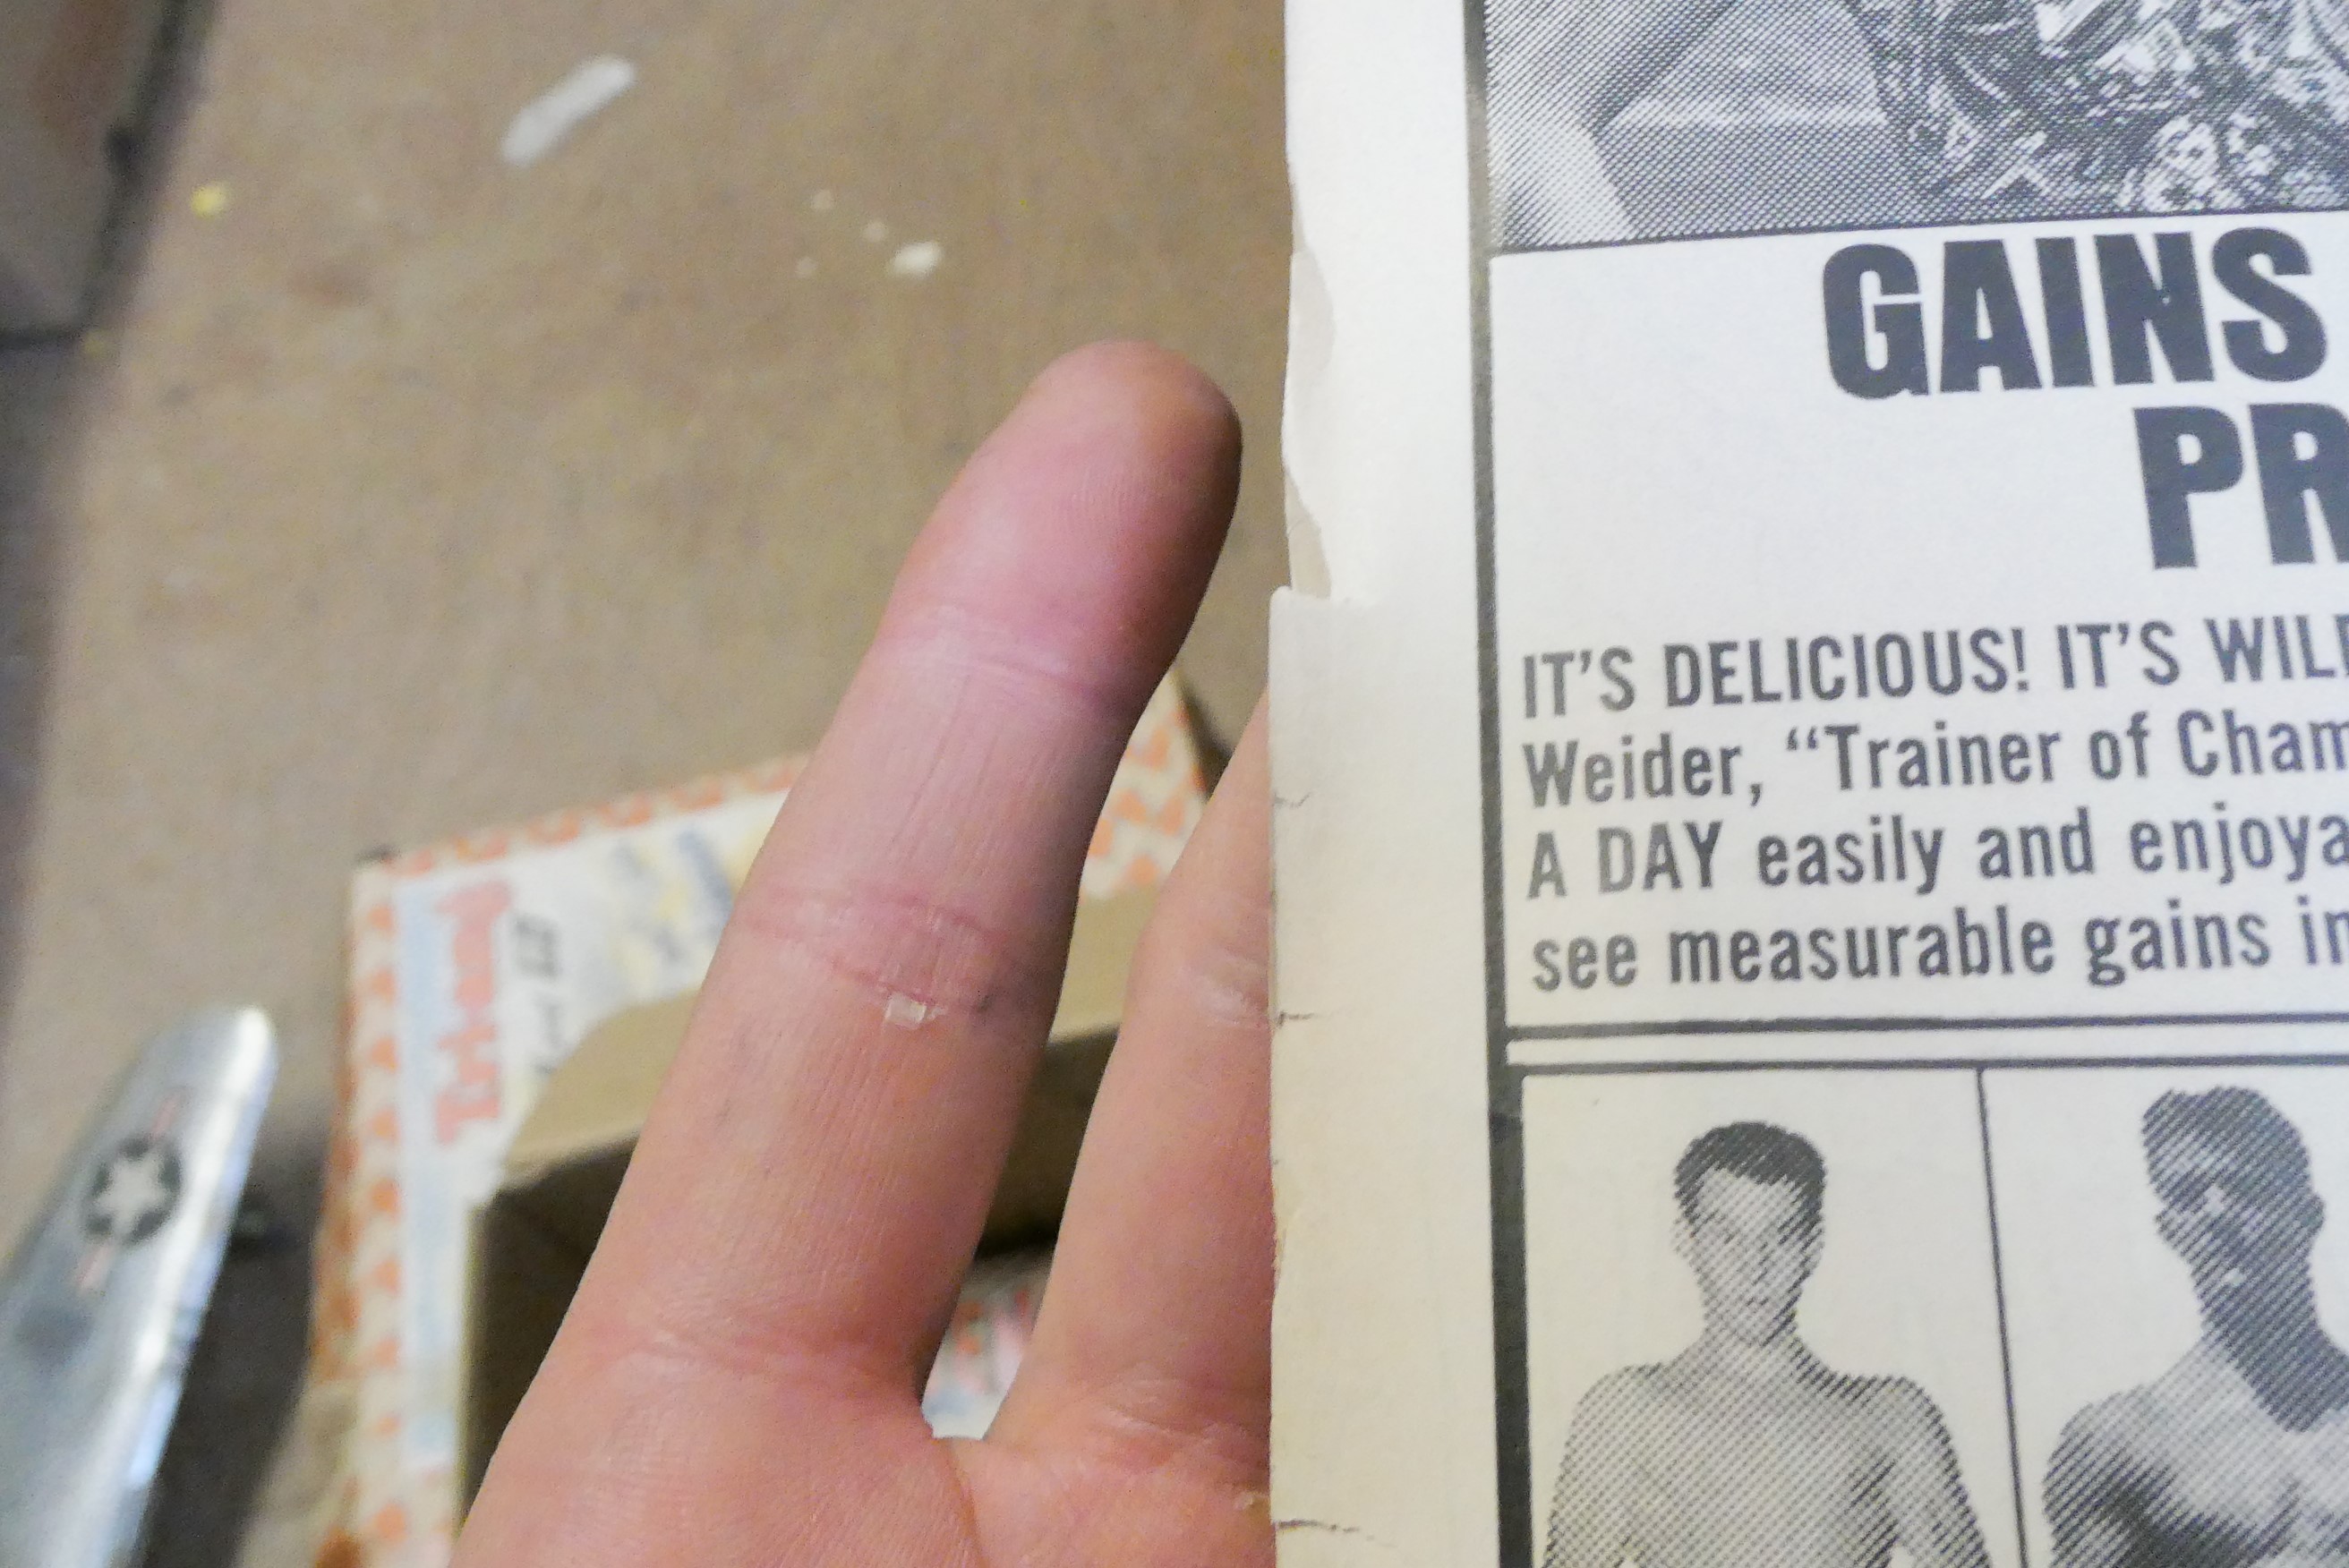 GAINS
PR
IT'S DELICIOUS! IT'S WIL
Weider, “Trainer of Cham
A DAY easily and enjoya
see measurable gains in